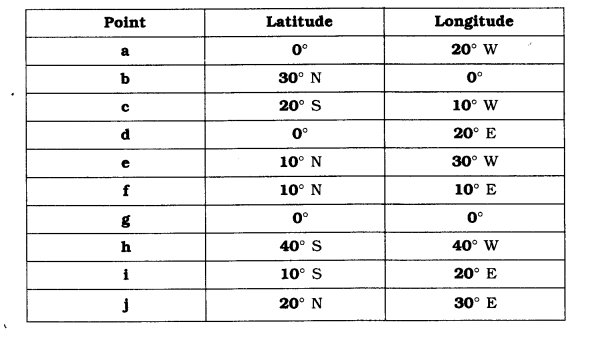 Point Latitude Longitude
a 0° 20° W
b 30° N 0°
c 20° S 10° W
d 0° 20° E
e 10° N 30° W
f 10° N 10° E
g 0° 0°
h 40° S 40° W
i 10° S 20° E
j 20° N 30° E